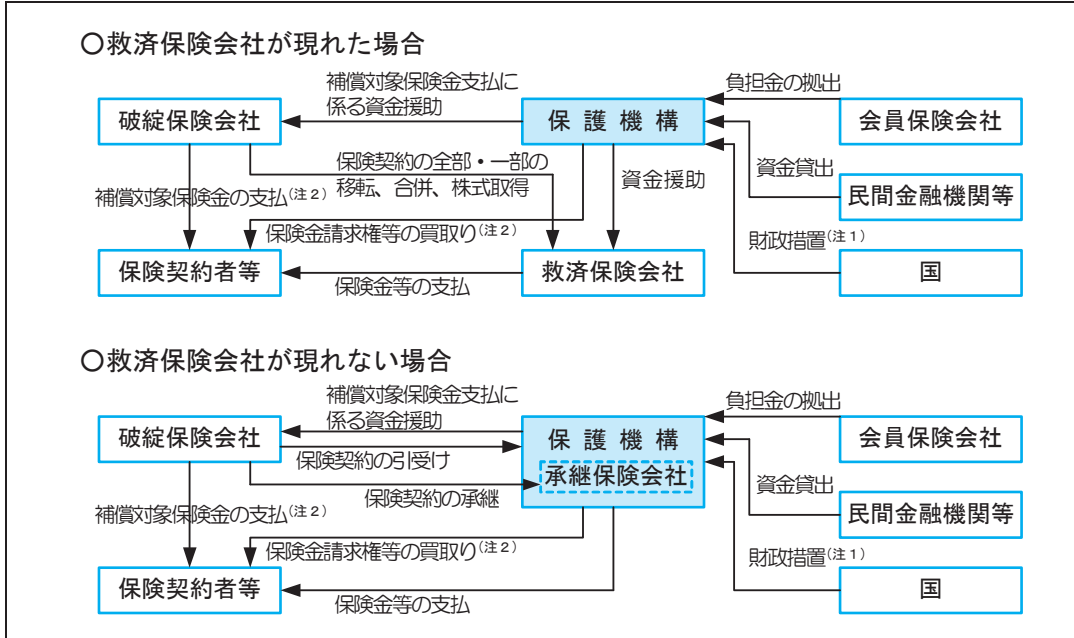 〇救済保険会社が現れた場合
補償対象保険金支払に
係る資金援助
負担金の拠出
破綻保険会社
保護機構
会員保険会社
保険契約の全部・一部の
移転、合併、株式取得
資金援助
資金貸出
補償対象保険金の支払(注2)
民間金融機関等
保険金請求権等の買取り(注2)
財政措置(注1)
保険契約者等
保険金等の支払
救済保険会社
国
〇救済保険会社が現れない場合
補償対象保険金支払に
係る資金援助
負担金の拠出
破綻保険会社
保護機構
会員保険会社
保険契約の引受け
承継保険会社
保険契約の承継
資金貸出
補償対象保険金の支払(注2)
民間金融機関等
保険金請求権等の買取り(注2)
財政措置(注1)
保険契約者等
保険金等の支払
国